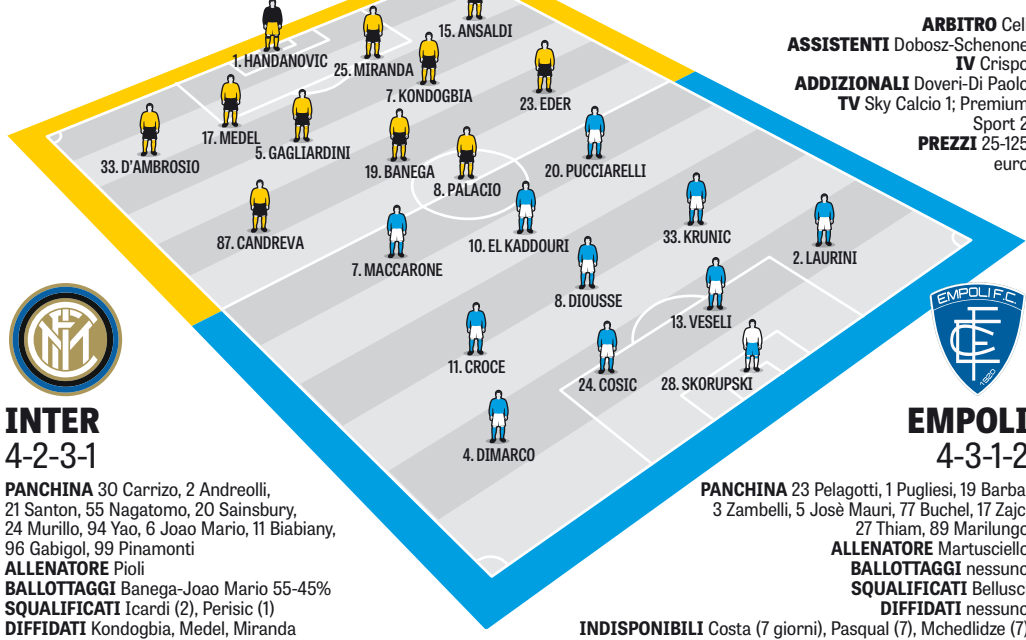 15. ANSALDI
1. HANDANOVIC
25. MIRANDA
7. KONDOGBIA
23. EDER
17. MEDEL
5. GAGLIARDINI
33. D'AMBROSIO
19. BANEGA
8. PALACIO
20. PUCCIARELLI
87. CANDREVA
10. EL KADDOURI
33. KRUNIC
7. MACCARONE
2. LAURINI
8. DIOUSSE
13. VESELI
11. CROCE
24. COSIC
28. SKORUPSKI
4. DIMARCO
ARBITRO Cel
ASSISTENTI Dobosz-Schenone
IV Crispo
ADDIZIONALI Doveri-Di Paolo
TV Sky Calcio 1; Premium
Sport 2
PREZZI 25-125
euro
INTER
4-2-3-1
PANCHINA 30 Carrizo, 2 Andreolli,
21 Santon, 55 Nagatomo, 20 Sainsbury,
24 Murillo, 94 Yao, 6 Joao Mario, 11 Biabiany,
96 Gabigol, 99 Pinamonti
ALLENATORE Pioli
BALLOTTAGGI Banega-Joao Mario 55-45%
SQUALIFICATI Icardi (2), Perisic (1)
DIFFIDATI Kondogbia, Medel, Miranda
EMPOLI F.C.
1920
EMPOLI
4-3-1-2
PANCHINA 23 Pelagotti, 1 Pugliesi, 19 Barba,
3 Zambelli, 5 Josè Mauri, 77 Buchel, 17 Zajc,
27 Thiam, 89 Marilungo
ALLENATORE Martusciello
BALLOTTAGGI nessuno
SQUALIFICATI Bellusc
DIFFIDATI nessuno
INDISPONIBILI Costa (7 giorni), Pasqual (7), Mchedlidze (7)